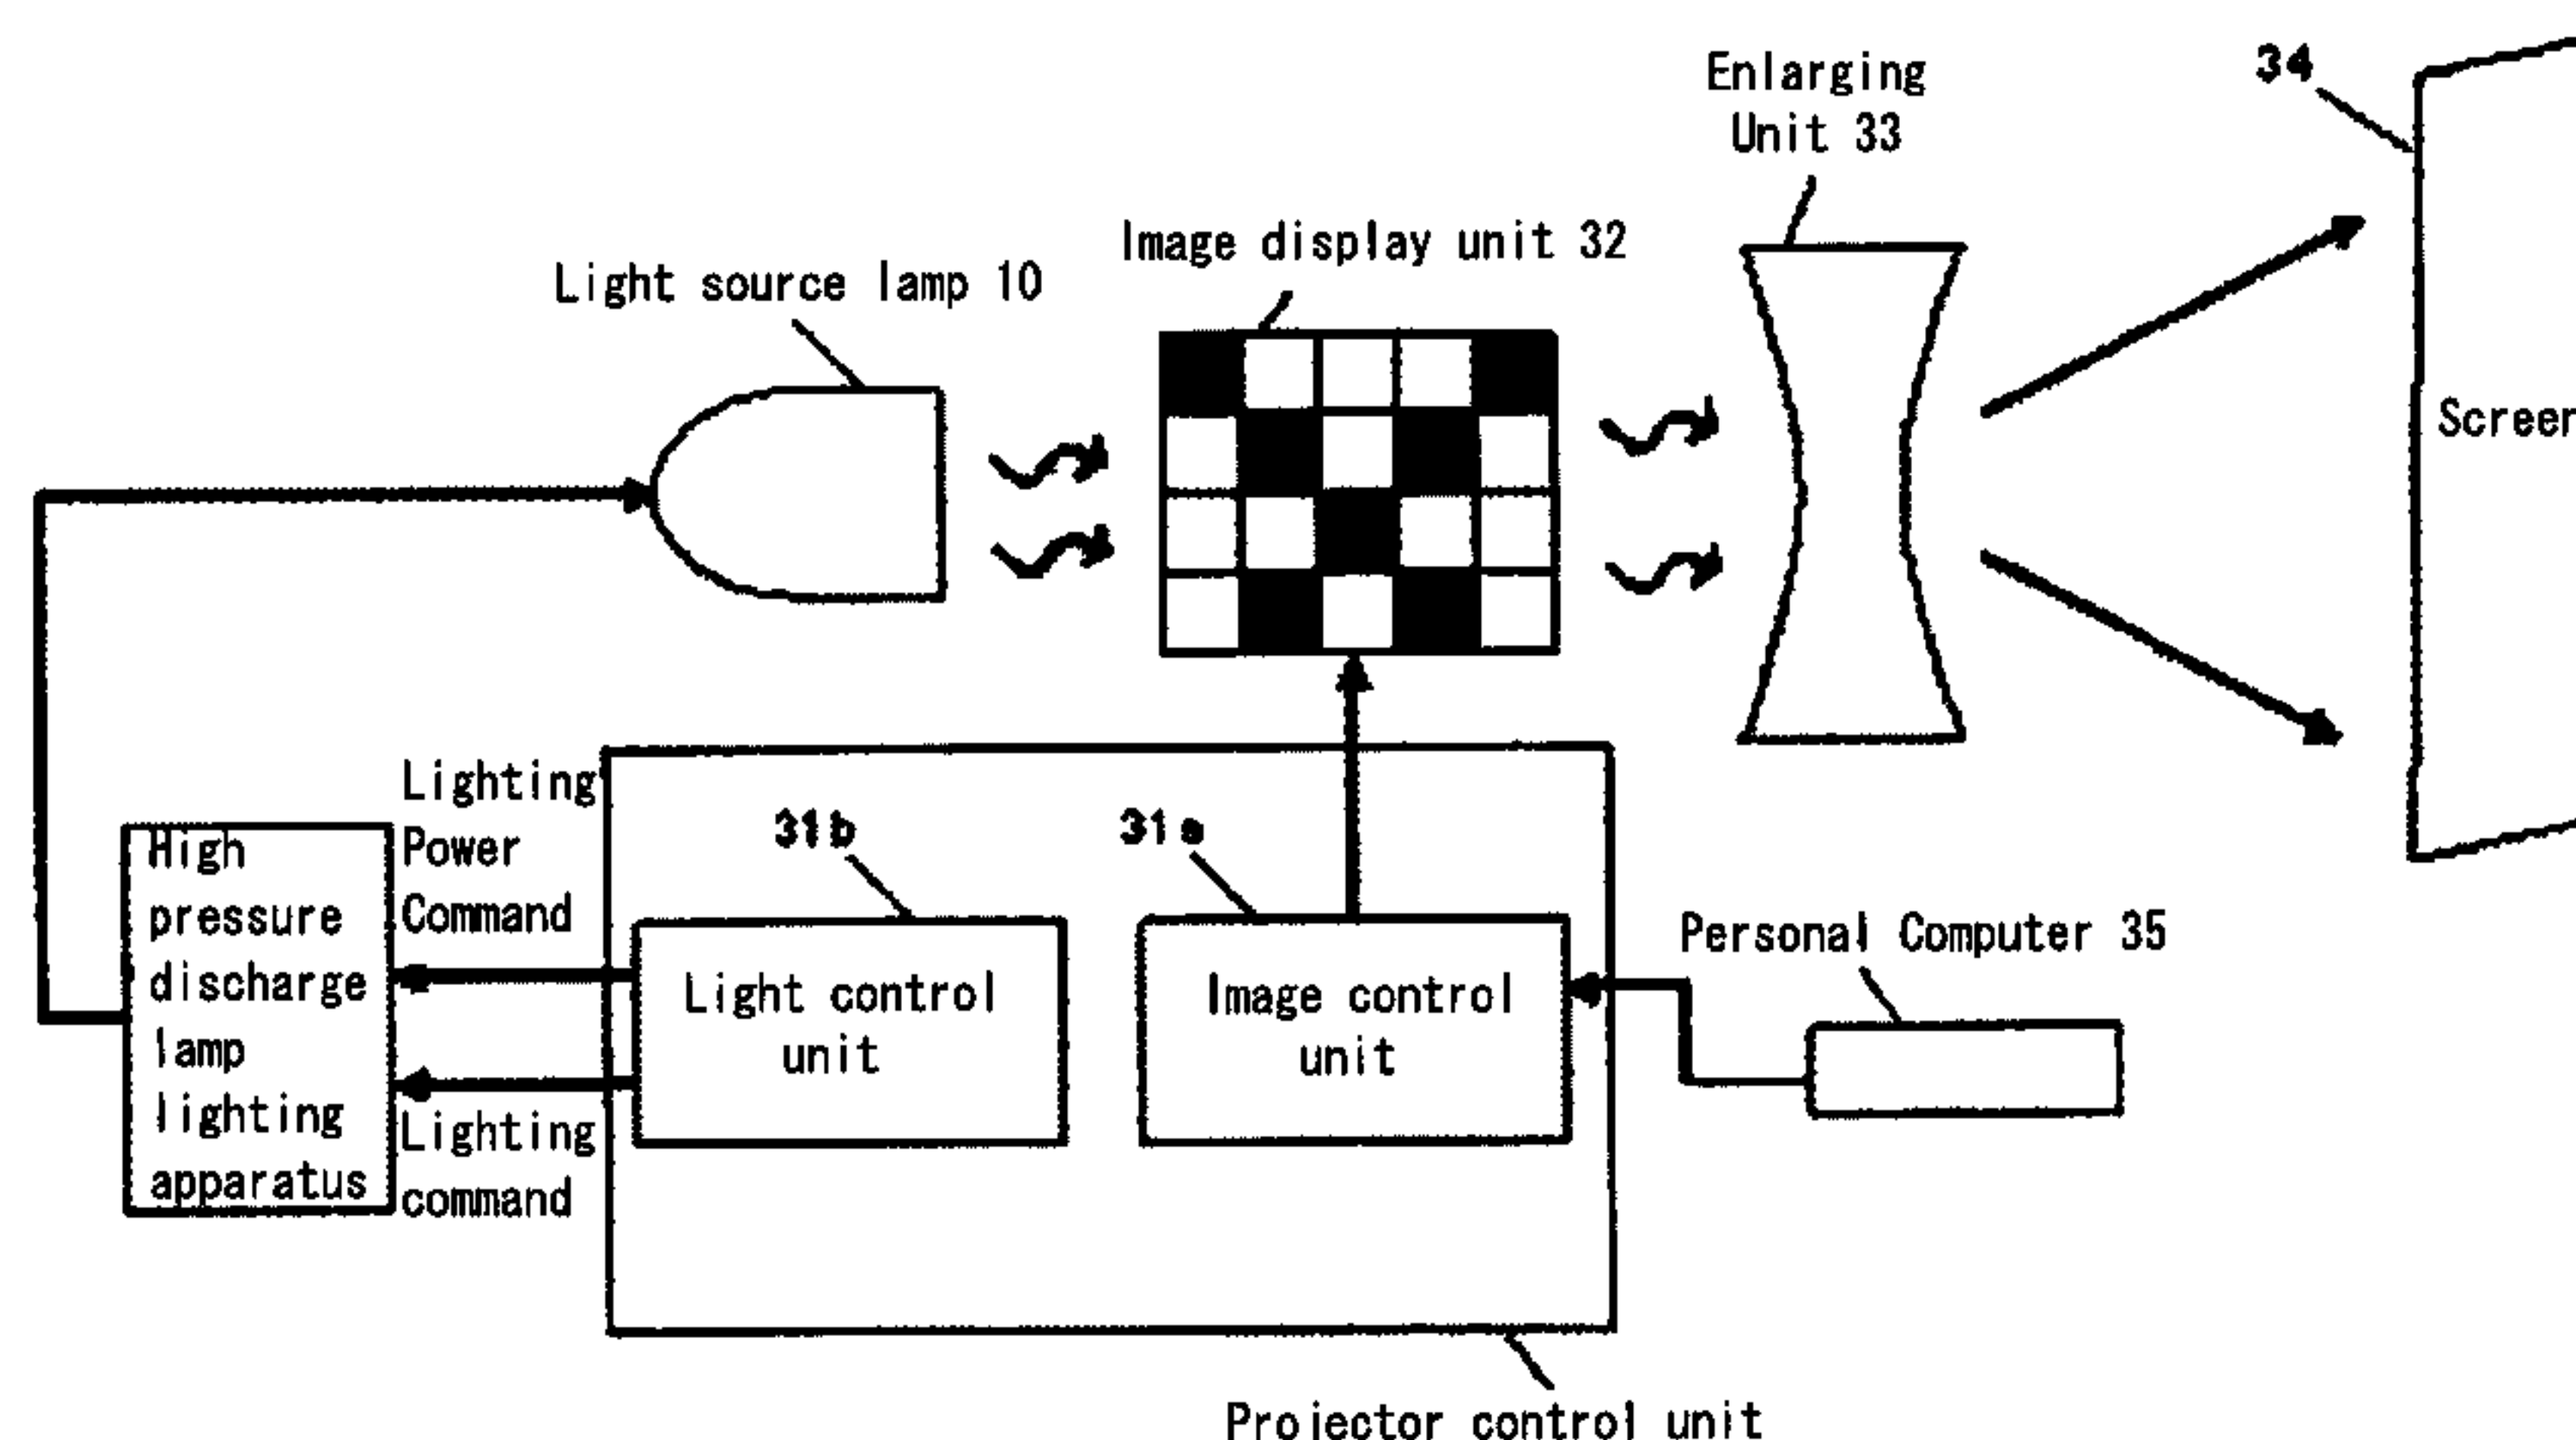 Enlarging
Unit 33
34
Image display unit 32
Light source lamp 10
Screen
Lighting
Power
Command
31b
31a
High
pressure
discharge
lamp
lighting
apparatus
Light control
unit
Image control
unit
Personal Computer 35
Lighting
command
Projector control unit